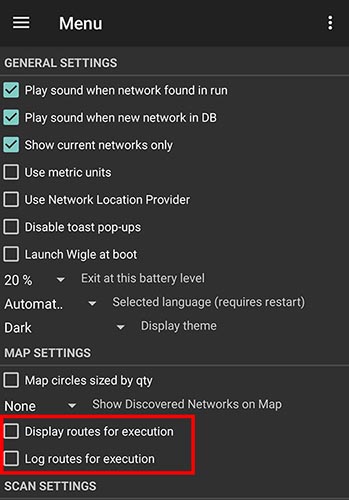 Menu
GENERAL SETTINGS
Play sound when network found in run
Play sound when new network in DB
Show current networks only
Use metric units
Use Network Location Provider
Disable toast pop-ups
Launch Wigle at boot
20 % Exit at this battery level
Automat.. Selected language (requires restart)
Dark Display theme
MAP SETTINGS
Map circles sized by qty
None Show Discovered Networks on Map
Display routes for execution
Log routes for execution
SCAN SETTINGS